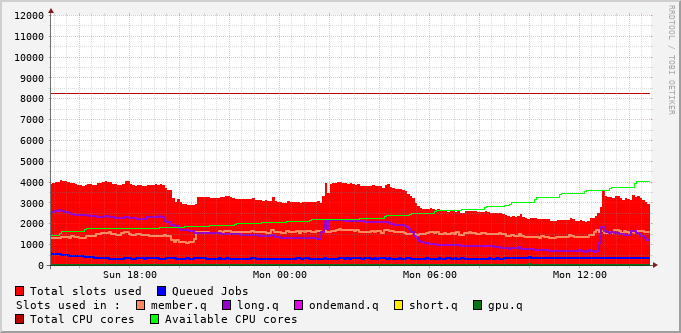 12000
11000
10000
9000
8000
7000
6000
5000
4000
3000
2000
1000
0
Sun 18:00 Mon 00:00 Mon 06:00 Mon 12:00
Total slots used Queued Jobs
Slots used in : member.q long.q ondemand.q short.q gpu.q
Total CPU cores Available CPU cores
RRDTOOL / TOBI OETIKER